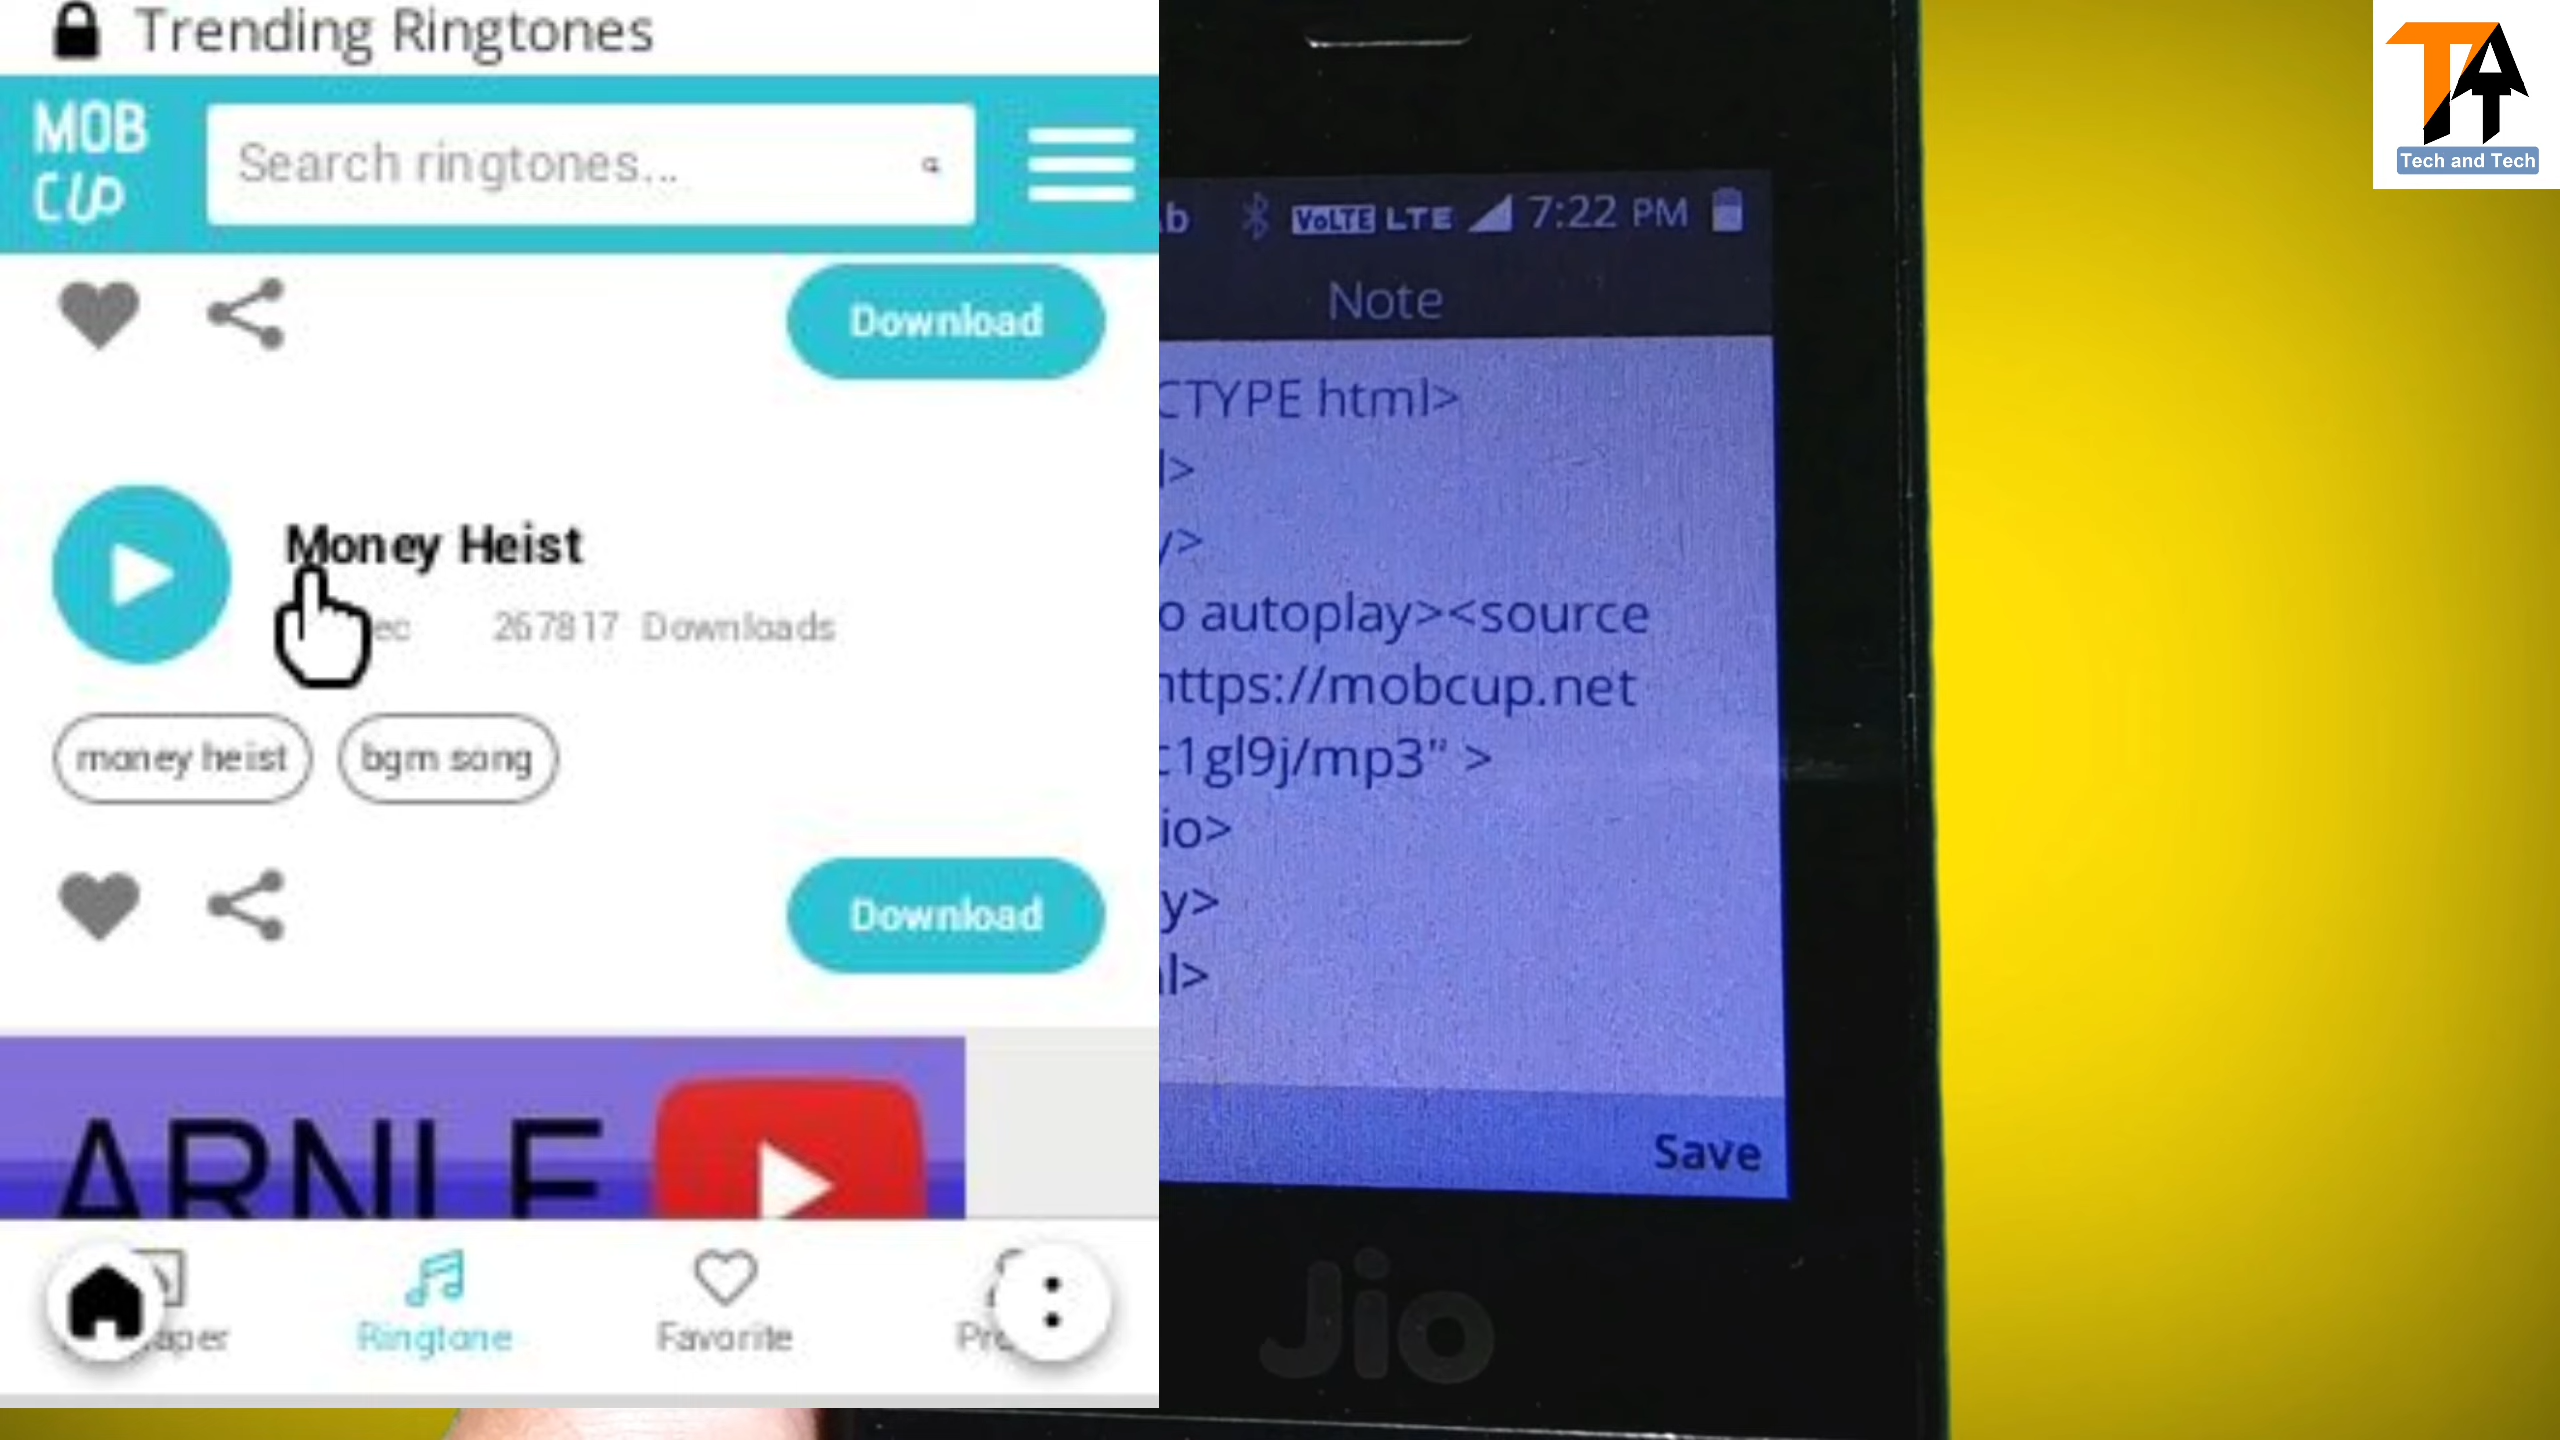 Trending Ringtones
MOB
CUP
Search ringtones...
Download
Money Heist
267817 Downloads
money heist
bgm song
Download
Ringtone
Favorite
VoLTE LTE 7:22 PM
Note
CTYPE html>
autoplay><source
https://mobcup.net
c1gl9j/mp3" >
io>
y>
l>
Save
Jio
TAT
Tech and Tech